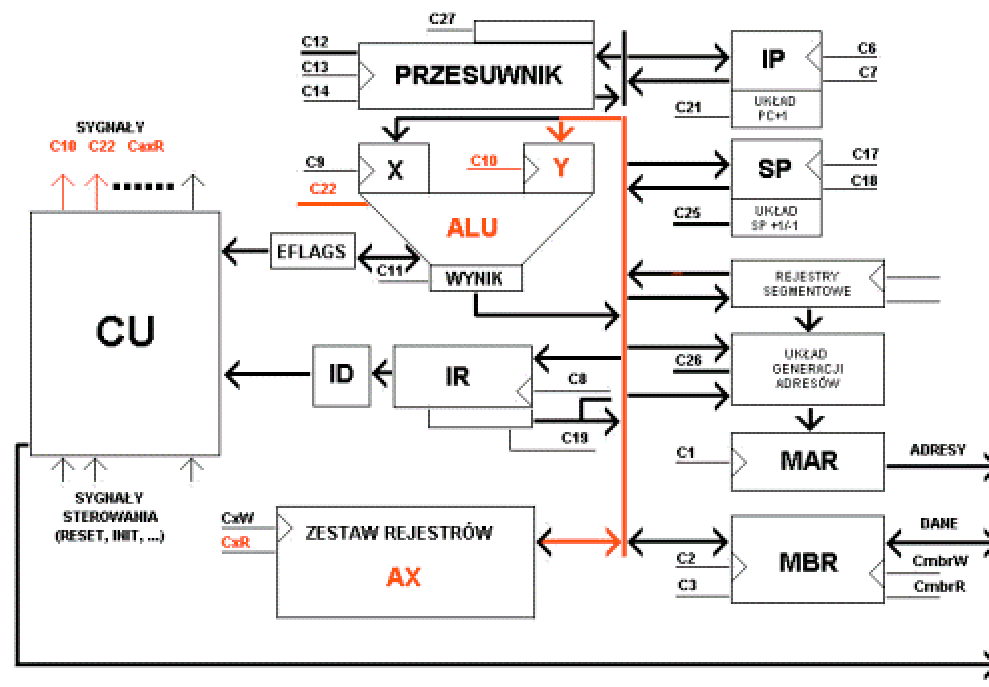 C27
C12
C13
C14
PRZESUWNIK
IP
C6
C7
C21
UKŁAD
PC+1
SYGNAŁY
C10 C22 CaxR
C9
X
C10
Y
C22
ALU
SP
C17
C18
C25
UKŁAD
SP +1/-1
EFLAGS
C11
WYNIK
REJESTRY
SEGMENTOWE
CU
ID
IR
C8
C19
C26
UKŁAD
GENERACJI
ADRESÓW
C1
MAR
ADRESY
SYGNAŁY
STEROWANIA
(RESET, INIT, ...)
CxW
CxR
ZESTAW REJESTRÓW
AX
C2
C3
MBR
DANE
CmbrW
CmbrR